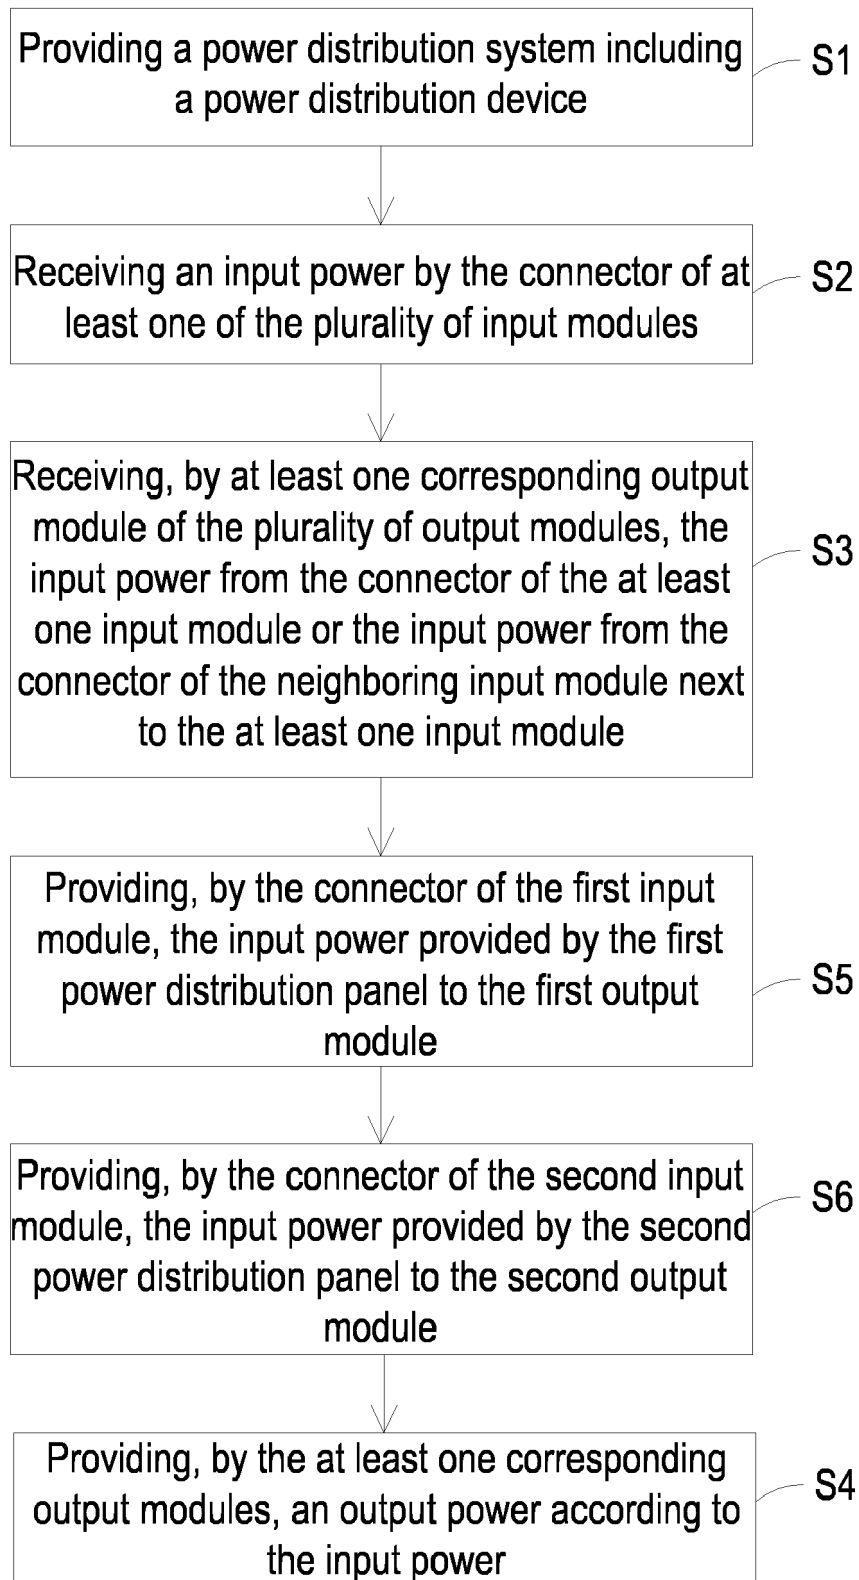 Providing a power distribution system including
a power distribution device
S1
Receiving an input power by the connector of at
least one of the plurality of input modules
S2
Receiving, by at least one corresponding output
module of the plurality of output modules, the
input power from the connector of the at least
one input module or the input power from the
connector of the neighboring input module next
to the at least one input module
S3
Providing, by the connector of the first input
module, the input power provided by the first
power distribution panel to the first output
module
S5
Providing, by the connector of the second input
module, the input power provided by the second
power distribution panel to the second output
module
S6
Providing, by the at least one corresponding
output modules, an output power according to
the input power
S4